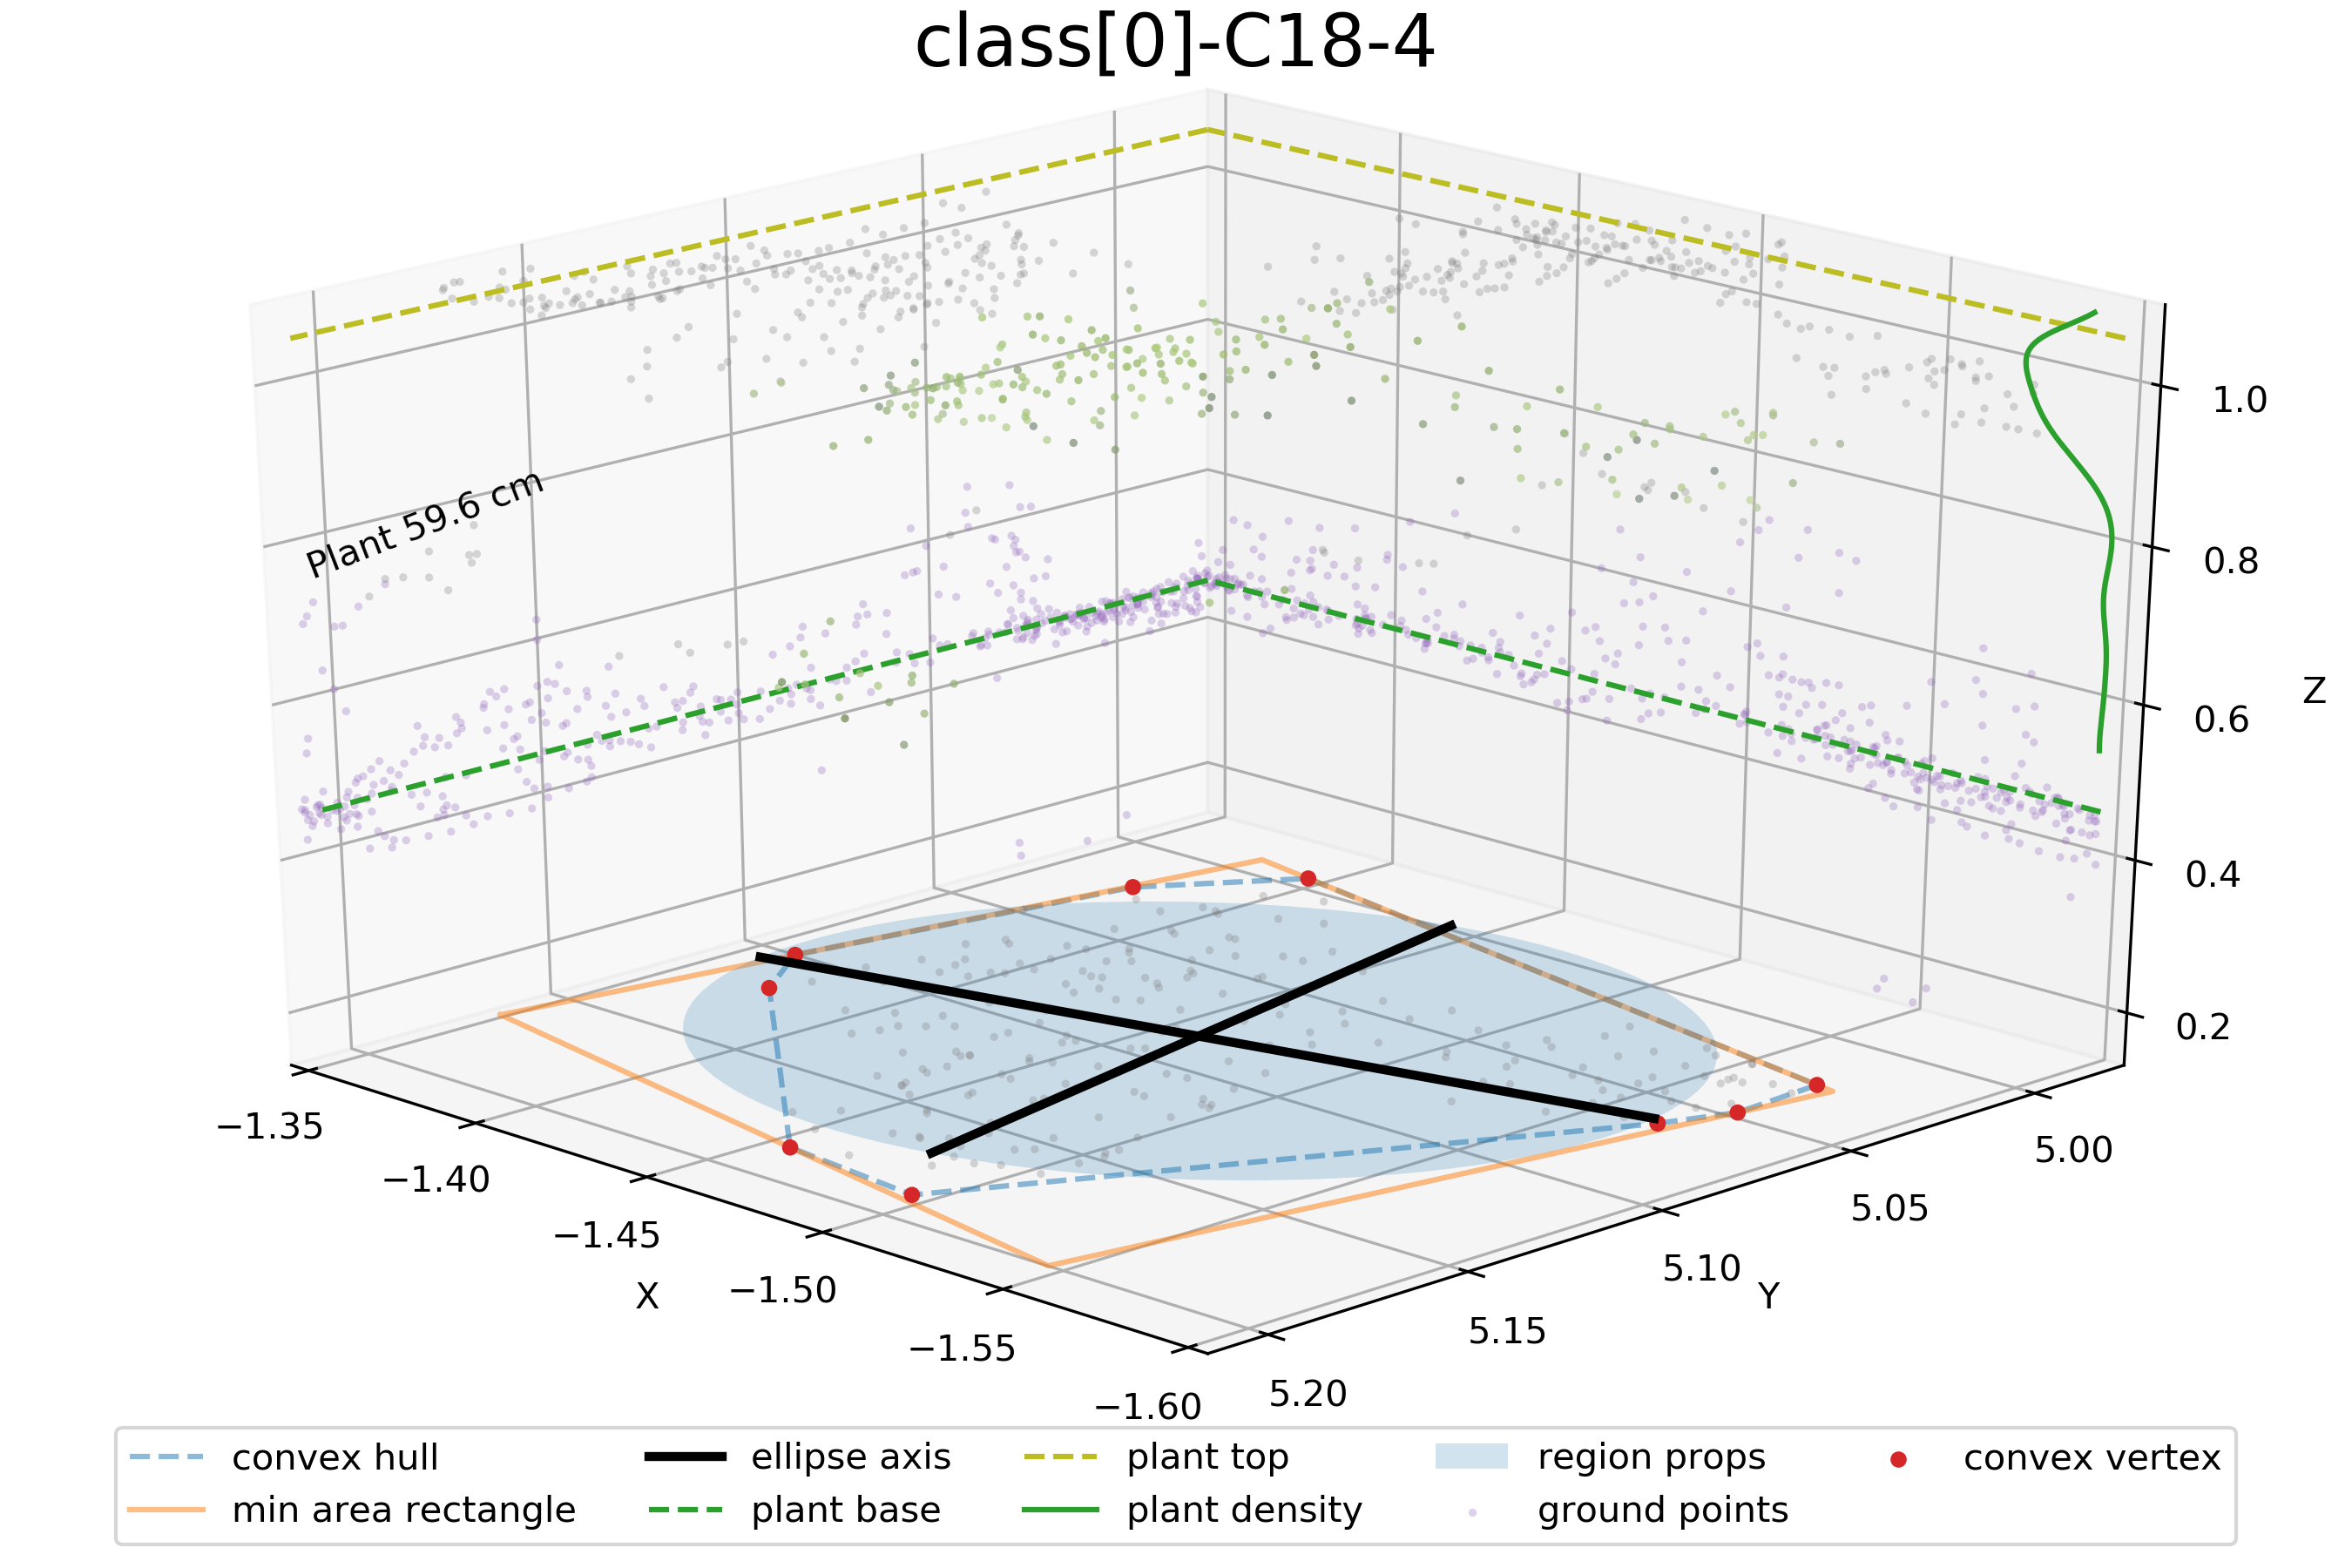 class[0]-C18-4
Plant 59.6 cm
1.0
0.8
0.6
0.4
0.2
Z
−1.35
−1.40
−1.45
−1.50
−1.55
−1.60
X
5.00
5.05
5.10
5.15
5.20
Y
convex hull
min area rectangle
ellipse axis
plant base
plant top
plant density
region props
ground points
convex vertex